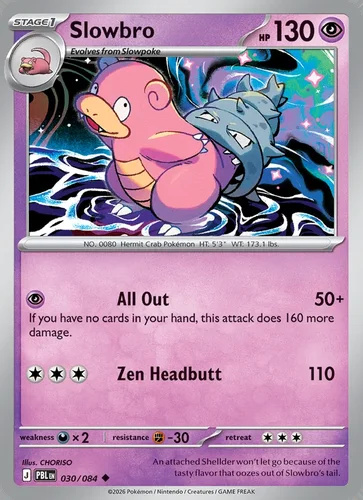 STAGE1 Slowbro HP 130
Evolves from Slowpoke
NO. 0080 Hermit Crab Pokémon HT: 5'3" WT: 173.1 lbs.
All Out 50+
If you have no cards in your hand, this attack does 160 more
damage.
Zen Headbutt 110
weakness ×2 resistance -30 retreat
Illus. CHORISO
An attached Shellder won't let go because of the
tasty flavor that oozes out of Slowbro's tail.
J PBL EN 030/084
©2026 Pokémon / Nintendo / Creatures / GAME FREAK